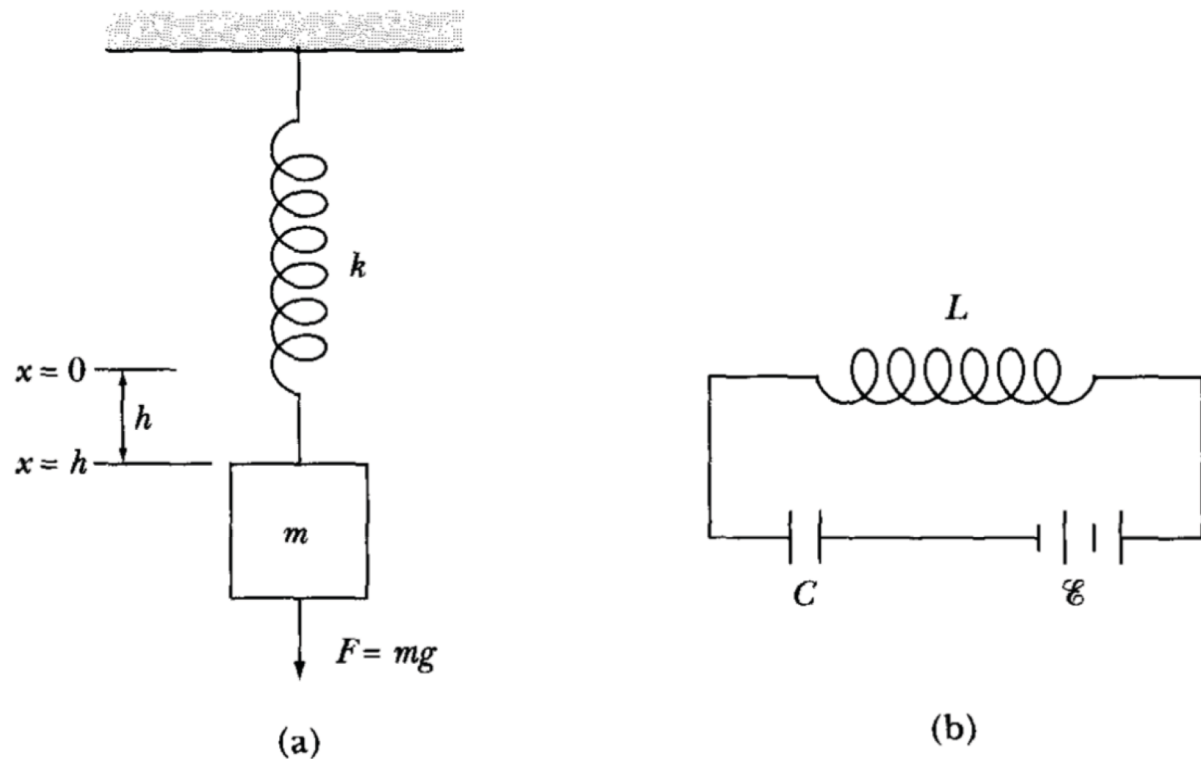 k
x = 0
h
x = h
m
F = mg
(a)
L
C
ℰ
(b)